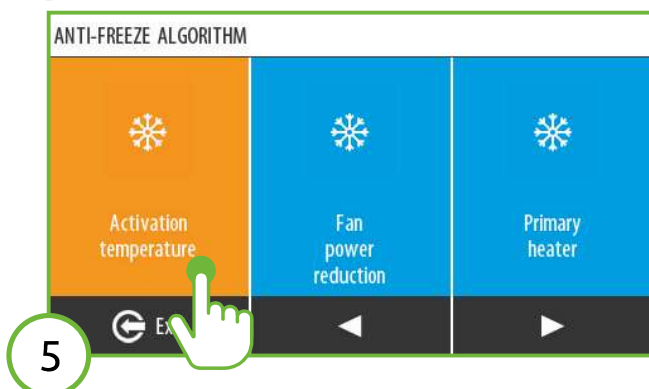 ANTI-FREEZE ALGORITHM
Activation
temperature
Fan
power
reduction
Primary
heater
5